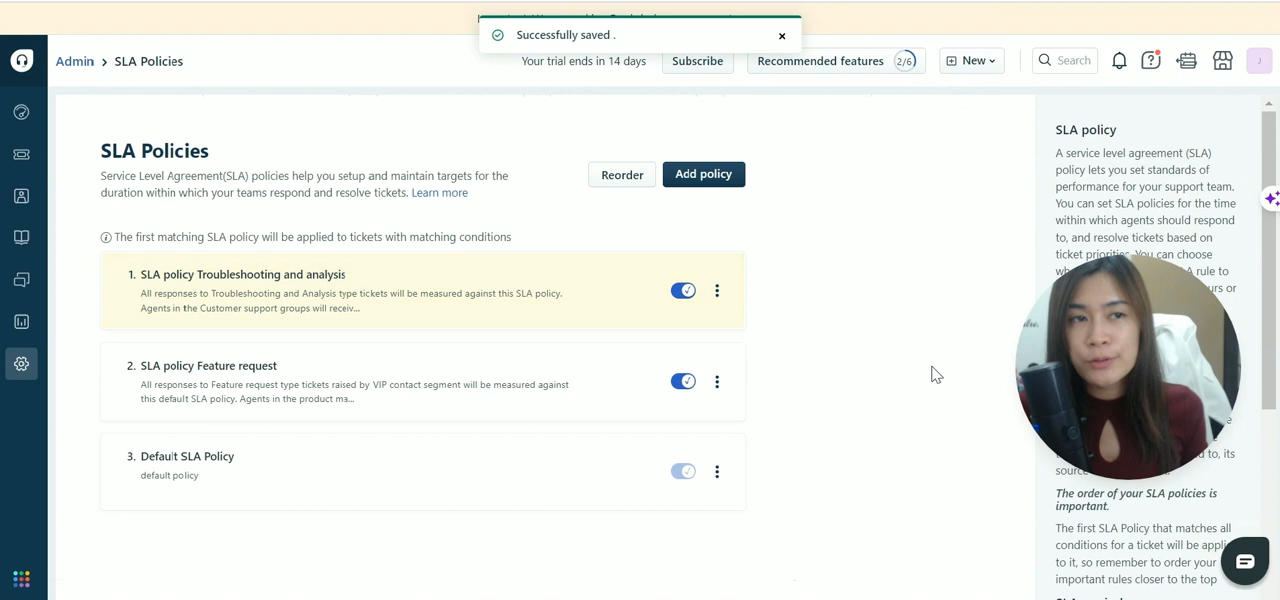 Successfully saved .
Admin > SLA Policies
Your trial ends in 14 days
Subscribe
Recommended features 2/6
New
Search
J
SLA Policies
Service Level Agreement(SLA) policies help you setup and maintain targets for the
duration within which your teams respond and resolve tickets. Learn more
Reorder
Add policy
The first matching SLA policy will be applied to tickets with matching conditions
1. SLA policy Troubleshooting and analysis
All responses to Troubleshooting and Analysis type tickets will be measured against this SLA policy.
Agents in the Customer support groups will receiv...
2. SLA policy Feature request
All responses to Feature request type tickets raised by VIP contact segment will be measured against
this default SLA policy. Agents in the product ma...
3. Default SLA Policy
default policy
SLA policy
A service level agreement (SLA)
policy lets you set standards of
performance for your support team.
You can set SLA policies for the time
within which agents should respond
to, and resolve tickets based on
ticket priorities. You can choose
rule to
or
to, its
The order of your SLA policies is
important.
The first SLA Policy that matches all
conditions for a ticket will be
to it, so remember to order your
important rules closer to the top